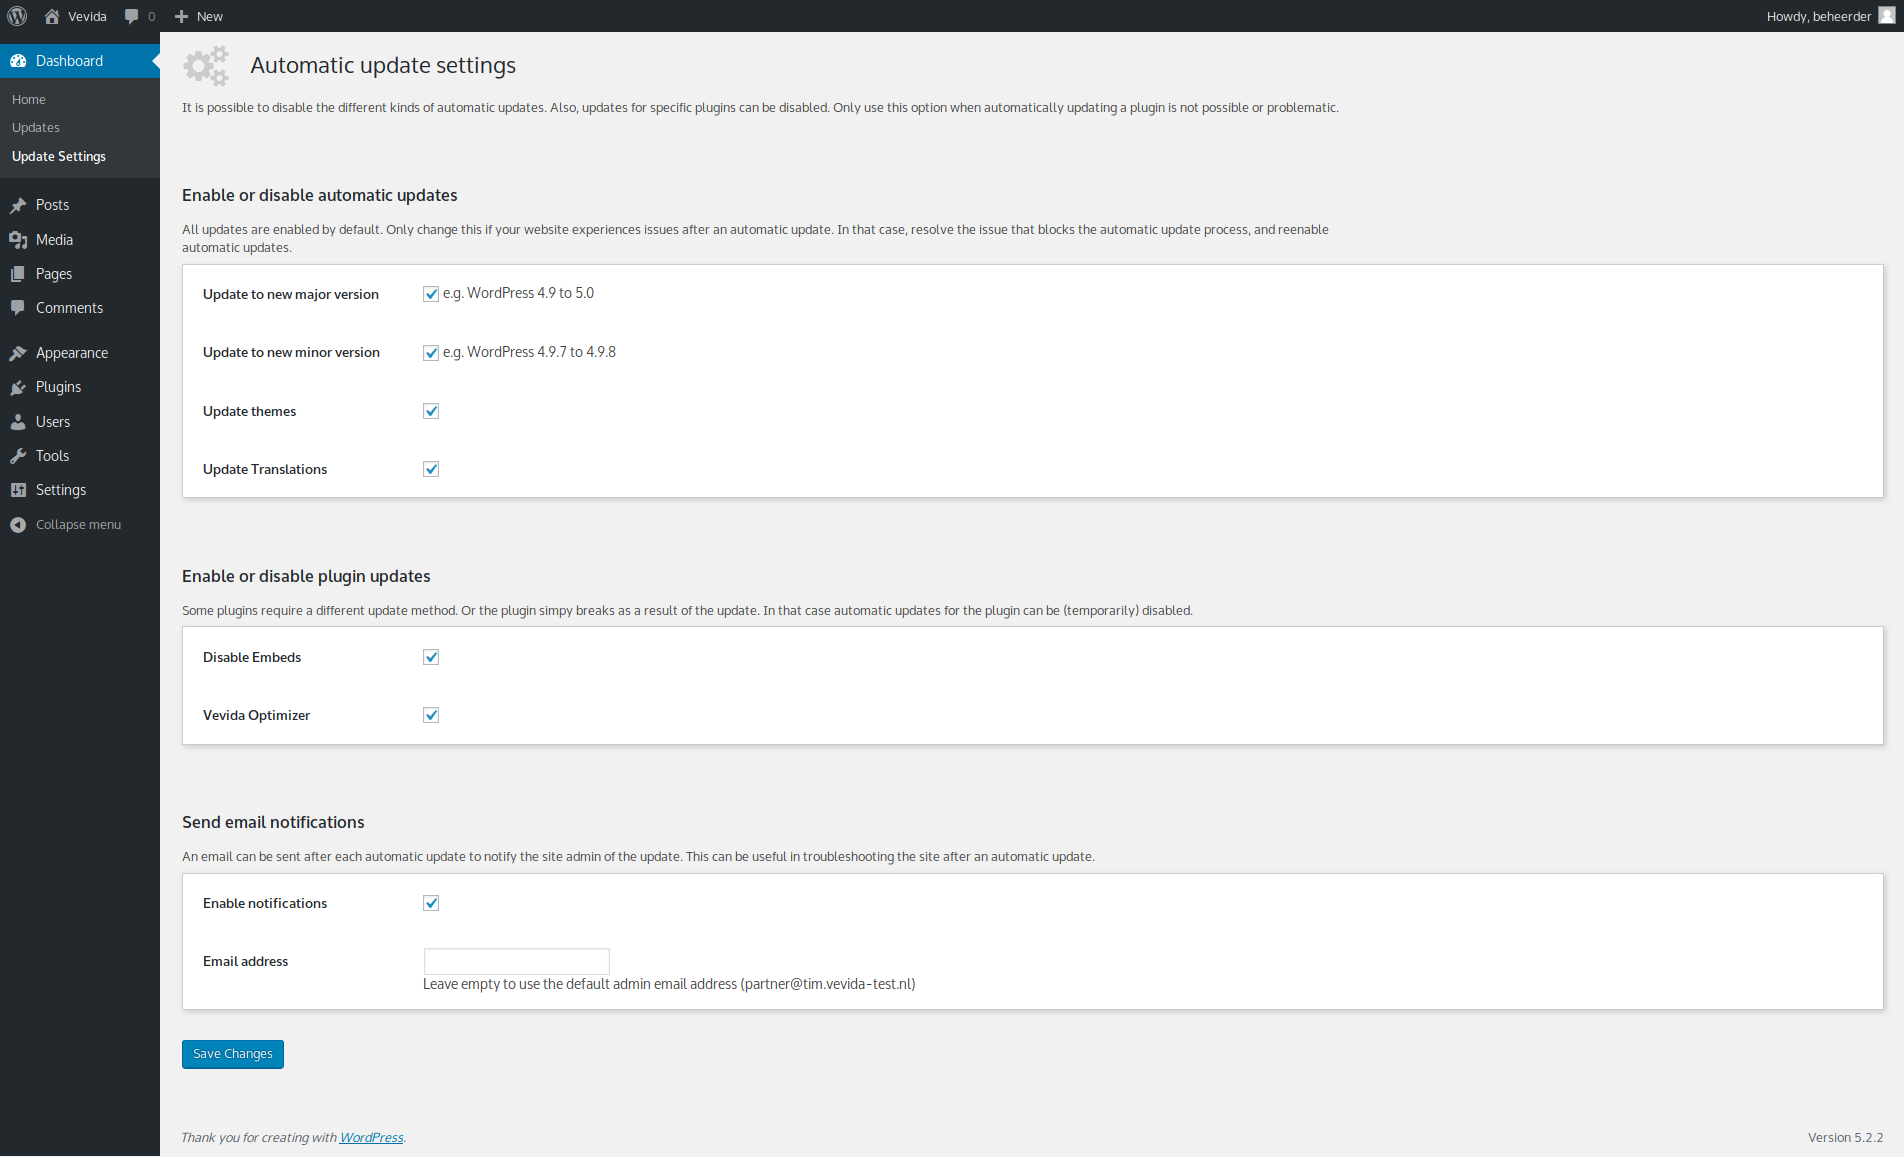 Vevida
0
New
Howdy, beheerder
Dashboard
Home
Updates
Update Settings
Posts
Media
Pages
Comments
Appearance
Plugins
Users
Tools
Settings
Collapse menu
Automatic update settings
It is possible to disable the different kinds of automatic updates. Also, updates for specific plugins can be disabled. Only use this option when automatically updating a plugin is not possible or problematic.
Enable or disable automatic updates
All updates are enabled by default. Only change this if your website experiences issues after an automatic update. In that case, resolve the issue that blocks the automatic update process, and reenable
automatic updates.
Update to new major version e.g. WordPress 4.9 to 5.0
Update to new minor version e.g. WordPress 4.9.7 to 4.9.8
Update themes
Update Translations
Enable or disable plugin updates
Some plugins require a different update method. Or the plugin simpy breaks as a result of the update. In that case automatic updates for the plugin can be (temporarily) disabled.
Disable Embeds
Vevida Optimizer
Send email notifications
An email can be sent after each automatic update to notify the site admin of the update. This can be useful in troubleshooting the site after an automatic update.
Enable notifications
Email address
Leave empty to use the default admin email address (partner@tim.vevida-test.nl)
Save Changes
Thank you for creating with WordPress.
Version 5.2.2